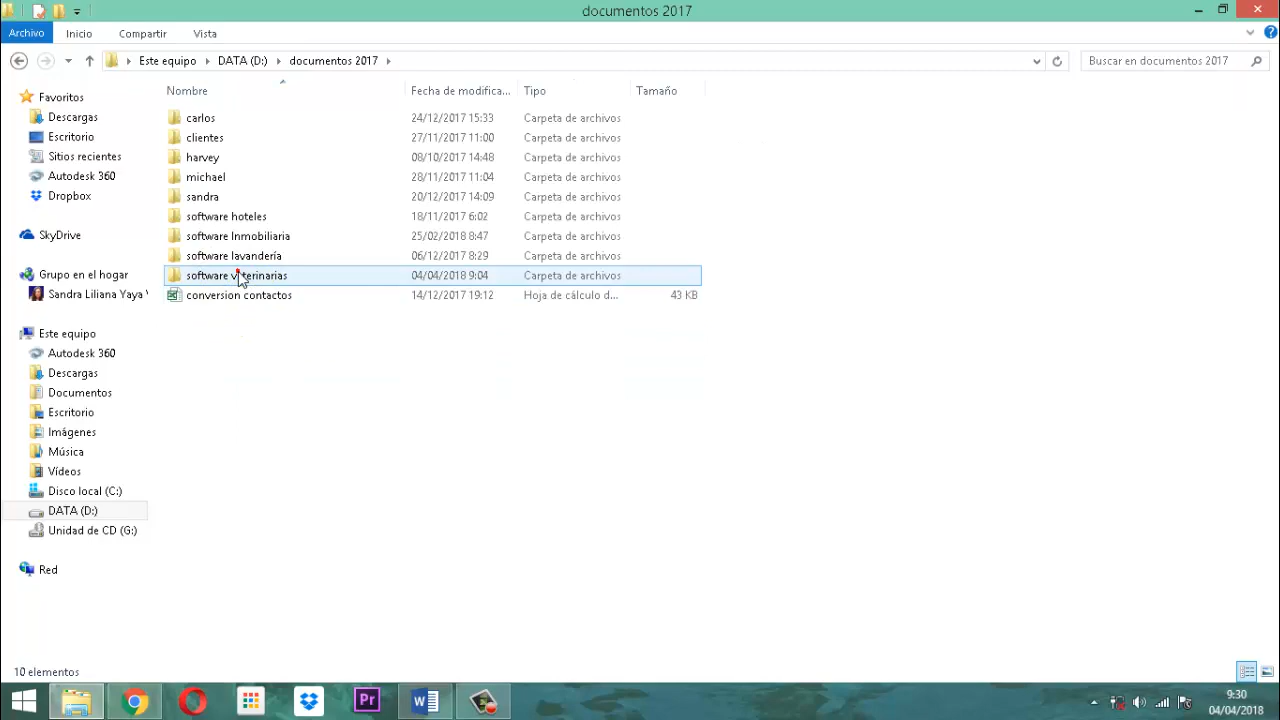 documentos 2017
Archivo Inicio Compartir Vista
Este equipo DATA (D:) documentos 2017 Buscar en documentos 2017
Nombre Fecha de modifica... Tipo Tamaño
carlos 24/12/2017 15:33 Carpeta de archivos
clientes 27/11/2017 11:00 Carpeta de archivos
harvey 08/10/2017 14:48 Carpeta de archivos
michael 28/11/2017 11:04 Carpeta de archivos
sandra 20/12/2017 14:09 Carpeta de archivos
software hoteles 18/11/2017 6:02 Carpeta de archivos
software Inmobiliaria 25/02/2018 8:47 Carpeta de archivos
software lavandería 06/12/2017 8:29 Carpeta de archivos
software veterinarias 04/04/2018 9:04 Carpeta de archivos
conversion contactos 14/12/2017 19:12 Hoja de cálculo d... 43 KB
Favoritos
Descargas
Escritorio
Sitios recientes
Autodesk 360
Dropbox
SkyDrive
Grupo en el hogar
Sandra Liliana Yaya
Este equipo
Autodesk 360
Descargas
Documentos
Escritorio
Imágenes
Música
Vídeos
Disco local (C:)
DATA (D:)
Unidad de CD (G:)
Red
10 elementos
Pr
9:30
04/04/2018